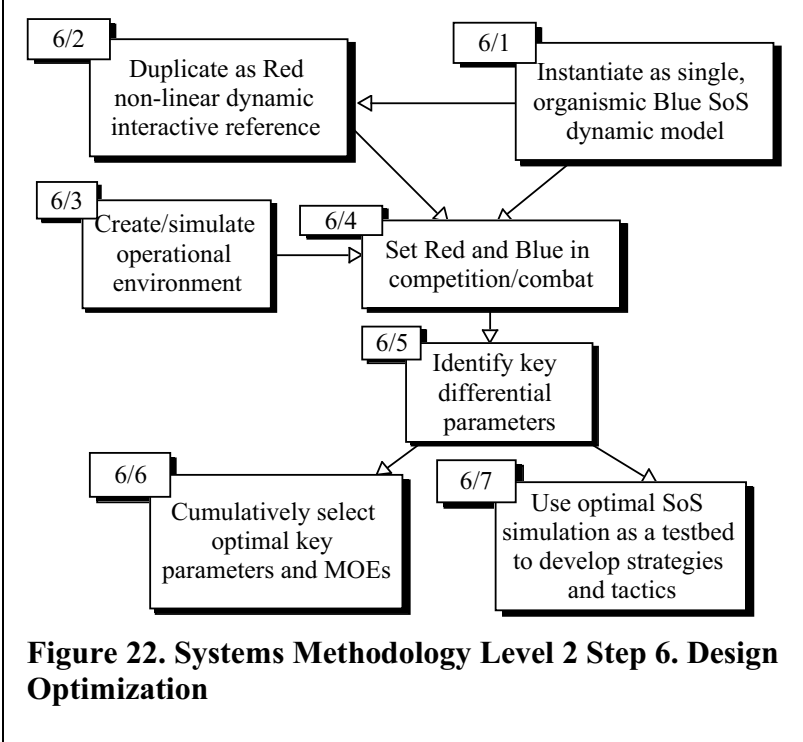 6/2
Duplicate as Red
non-linear dynamic
interactive reference
6/1
Instantiate as single,
organismic Blue SoS
dynamic model
6/3
Create/simulate
operational
environment
6/4
Set Red and Blue in
competition/combat
6/5
Identify key
differential
parameters
6/6
Cumulatively select
optimal key
parameters and MOEs
6/7
Use optimal SoS
simulation as a testbed
to develop strategies
and tactics
Figure 22. Systems Methodology Level 2 Step 6. Design
Optimization